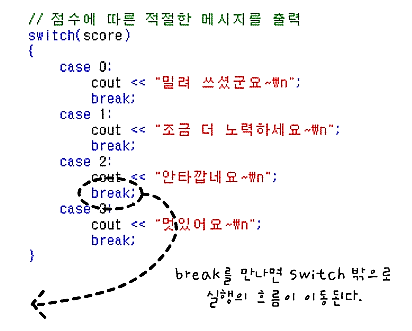 // 점수에 따른 적절한 메시지를 출력
switch(score)
{
case 0:
cout << "밀려 쓰셨군요~₩n";
break;
case 1:
cout << "조금 더 노력하세요~₩n";
break;
case 2:
cout << "안타깝네요~₩n";
break;
case 3:
cout << "멋있어요~₩n";
break;
}
break를 만나면 switch 밖으로
실행의 흐름이 이동된다.